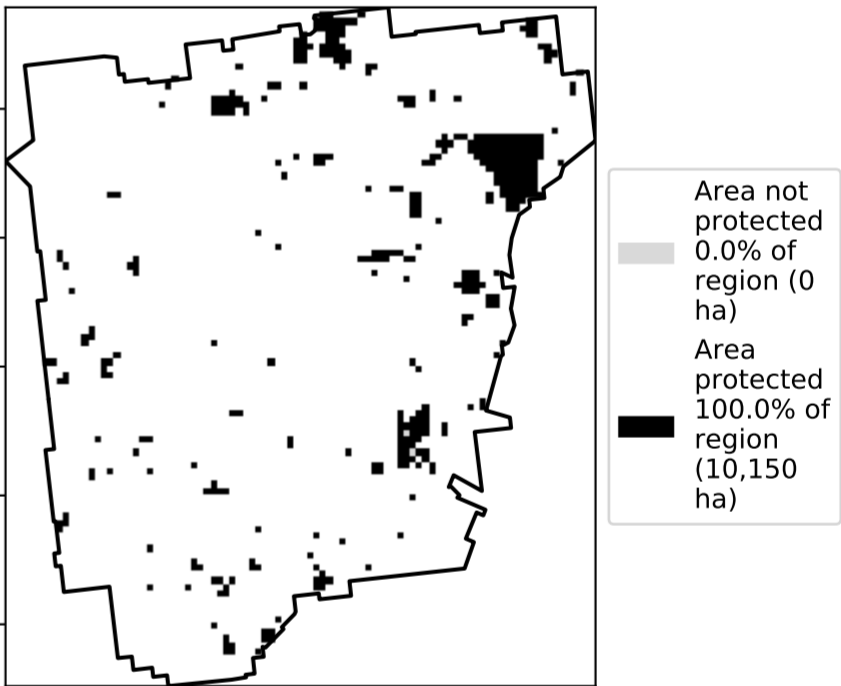 Area not
protected
0.0% of
region (0
ha)
Area
protected
100.0% of
region
(10,150
ha)